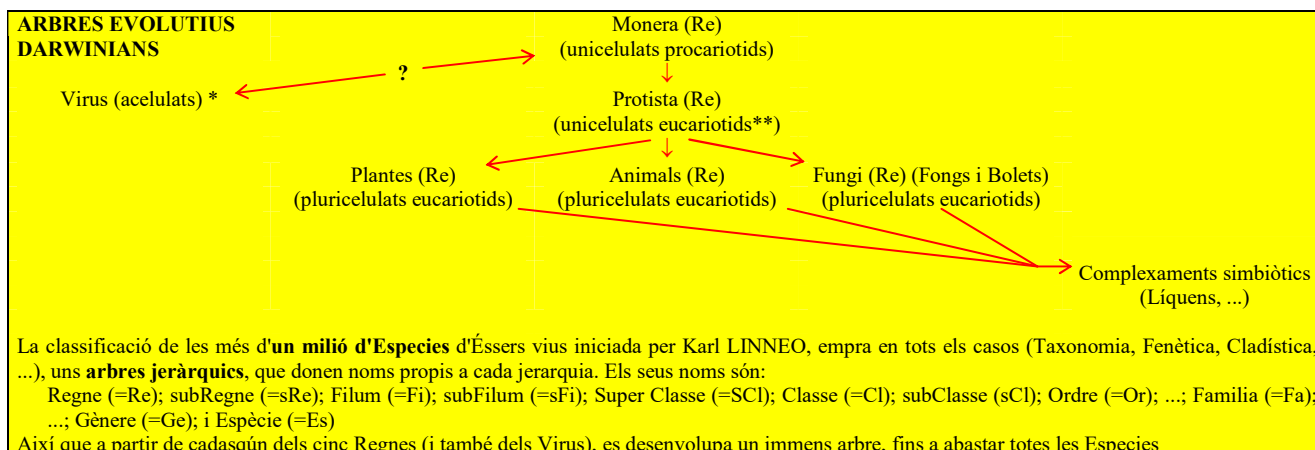 ARBRES EVOLUTIUS
DARWINIANS
Monera (Re)
(unicelulats procariotids)
↓
?
Virus (acelulats) *
Protista (Re)
(unicelulats eucariotids**)
↓
Plantes (Re)
(pluricelulats eucariotids)
Animals (Re)
(pluricelulats eucariotids)
Fungi (Re) (Fongs i Bolets)
(pluricelulats eucariotids)
Complexaments simbiòtics
(Líquens, ...)
La classificació de les més d'un milió d'Especies d'Éssers vius iniciada per Karl LINNEO, empra en tots els casos (Taxonomia, Fenètica, Cladística,
...), uns arbres jeràrquics, que donen noms propis a cada jerarquia. Els seus noms són:
Regne (=Re); subRegne (=sRe); Filum (=Fi); subFilum (=sFi); Super Classe (=SCl); Classe (=Cl); subClasse (sCl); Ordre (=Or); ...; Familia (=Fa);
...; Gènere (=Ge); i Espècie (=Es)
Així que a partir de cadasqún dels cinc Regnes (i també dels Virus), es desenvolupa un immens arbre, fins a abastar totes les Especies